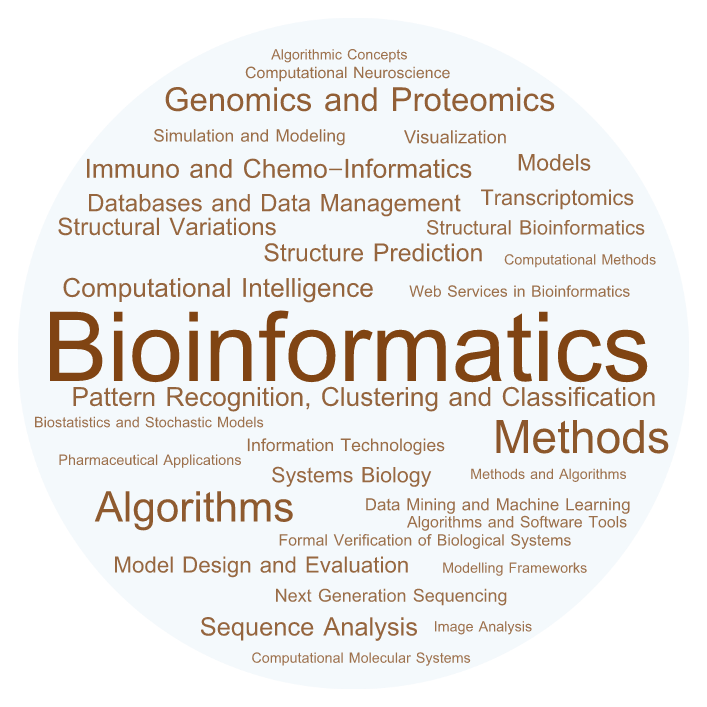 Algorithmic Concepts
Computational Neuroscience
Genomics and Proteomics
Simulation and Modeling
Visualization
Immuno and Chemo-Informatics
Models
Databases and Data Management
Transcriptomics
Structural Variations
Structural Bioinformatics
Structure Prediction
Computational Methods
Computational Intelligence
Web Services in Bioinformatics
Bioinformatics
Pattern Recognition, Clustering and Classification
Biostatistics and Stochastic Models
Methods
Information Technologies
Pharmaceutical Applications
Systems Biology
Methods and Algorithms
Algorithms
Data Mining and Machine Learning
Algorithms and Software Tools
Formal Verification of Biological Systems
Model Design and Evaluation
Modelling Frameworks
Next Generation Sequencing
Sequence Analysis
Image Analysis
Computational Molecular Systems